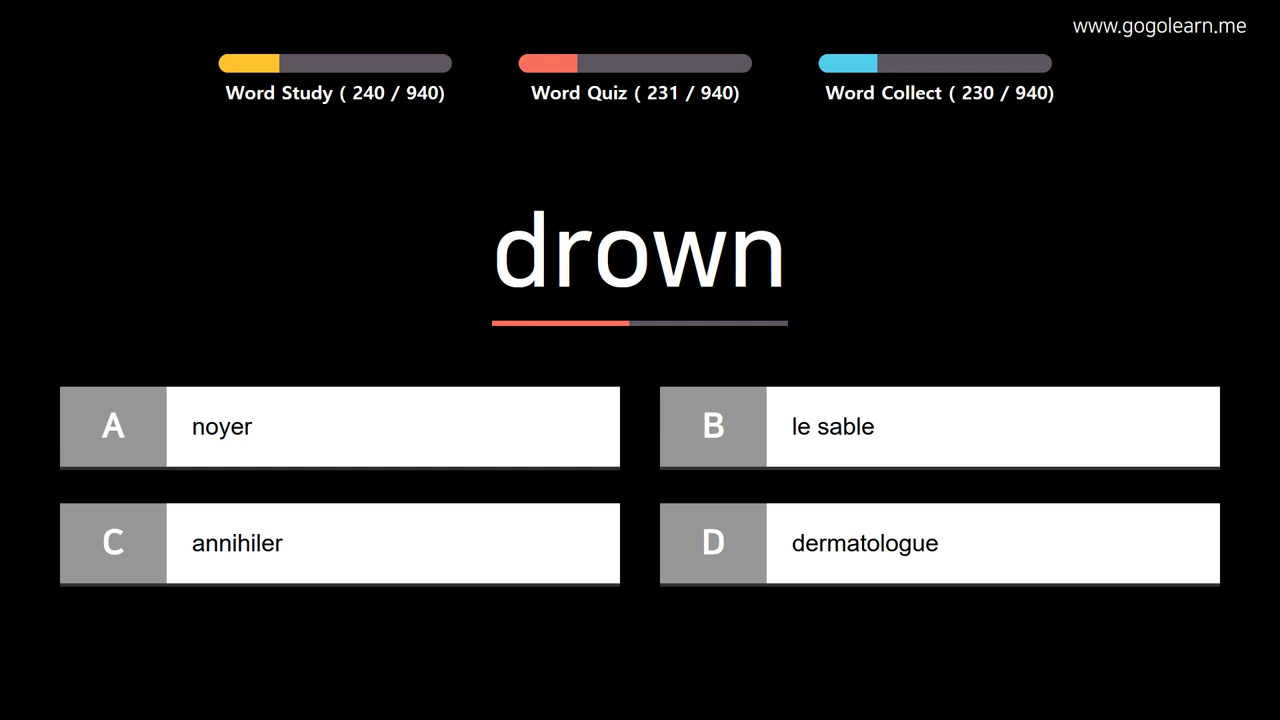 www.gogolearn.me
Word Study ( 240 / 940)
Word Quiz ( 231 / 940)
Word Collect ( 230 / 940)
drown
A noyer
B le sable
C annihiler
D dermatologue